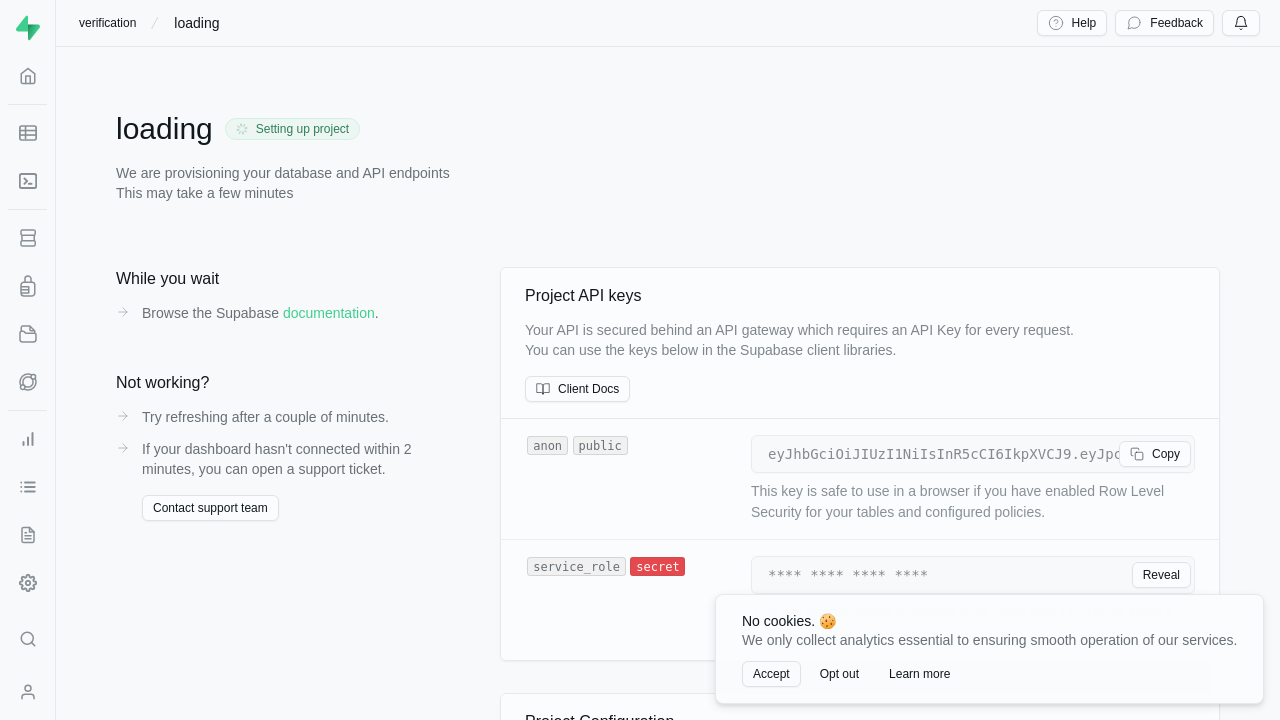 verification / loading
Help
Feedback
loading
Setting up project
We are provisioning your database and API endpoints
This may take a few minutes
While you wait
Browse the Supabase documentation.
Not working?
Try refreshing after a couple of minutes.
If your dashboard hasn't connected within 2
minutes, you can open a support ticket.
Contact support team
Project API keys
Your API is secured behind an API gateway which requires an API Key for every request.
You can use the keys below in the Supabase client libraries.
Client Docs
anon public
eyJhbGciOiJIUzI1NiIsInR5cCI6IkpXVCJ9.eyJpc
Copy
This key is safe to use in a browser if you have enabled Row Level
Security for your tables and configured policies.
service_role secret
**** **** **** ****
Reveal
No cookies. 🍪
We only collect analytics essential to ensuring smooth operation of our services.
Accept
Opt out
Learn more
Project Configuration